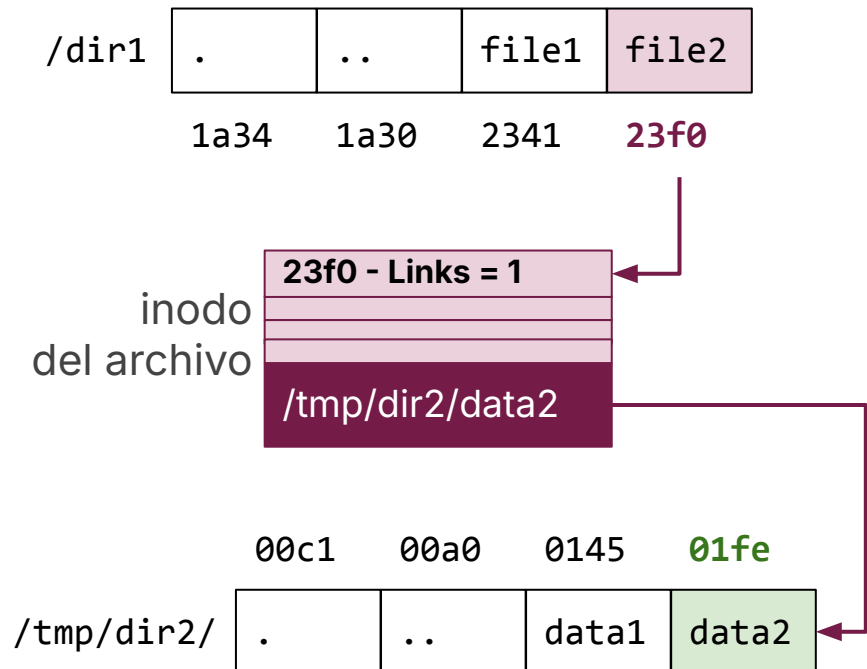 /dir1 . .. file1 file2
1a34 1a30 2341 23f0
23f0 - Links = 1
inodo
del archivo
/tmp/dir2/data2
00c1 00a0 0145 01fe
/tmp/dir2/ . .. data1 data2